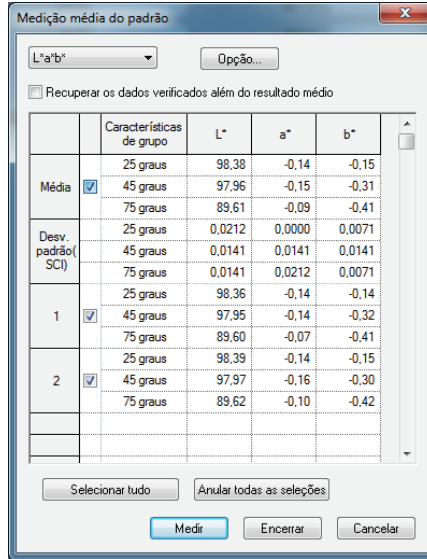 Medição média do padrão
L*a*b*
Opção...
Recuperar os dados verificados além do resultado médio
Características de grupo L* a* b*
25 graus 98,38 -0,14 -0,15
Média 45 graus 97,96 -0,15 -0,31
75 graus 89,61 -0,09 -0,41
Desv. padrão( SCI) 25 graus 0,0212 0,0000 0,0071
45 graus 0,0141 0,0141 0,0141
75 graus 0,0141 0,0212 0,0071
25 graus 98,36 -0,14 -0,14
1 45 graus 97,95 -0,14 -0,32
75 graus 89,60 -0,07 -0,41
25 graus 98,39 -0,14 -0,15
2 45 graus 97,97 -0,16 -0,30
75 graus 89,62 -0,10 -0,42
Selecionar tudo Anular todas as seleções
Medir Encerrar Cancelar